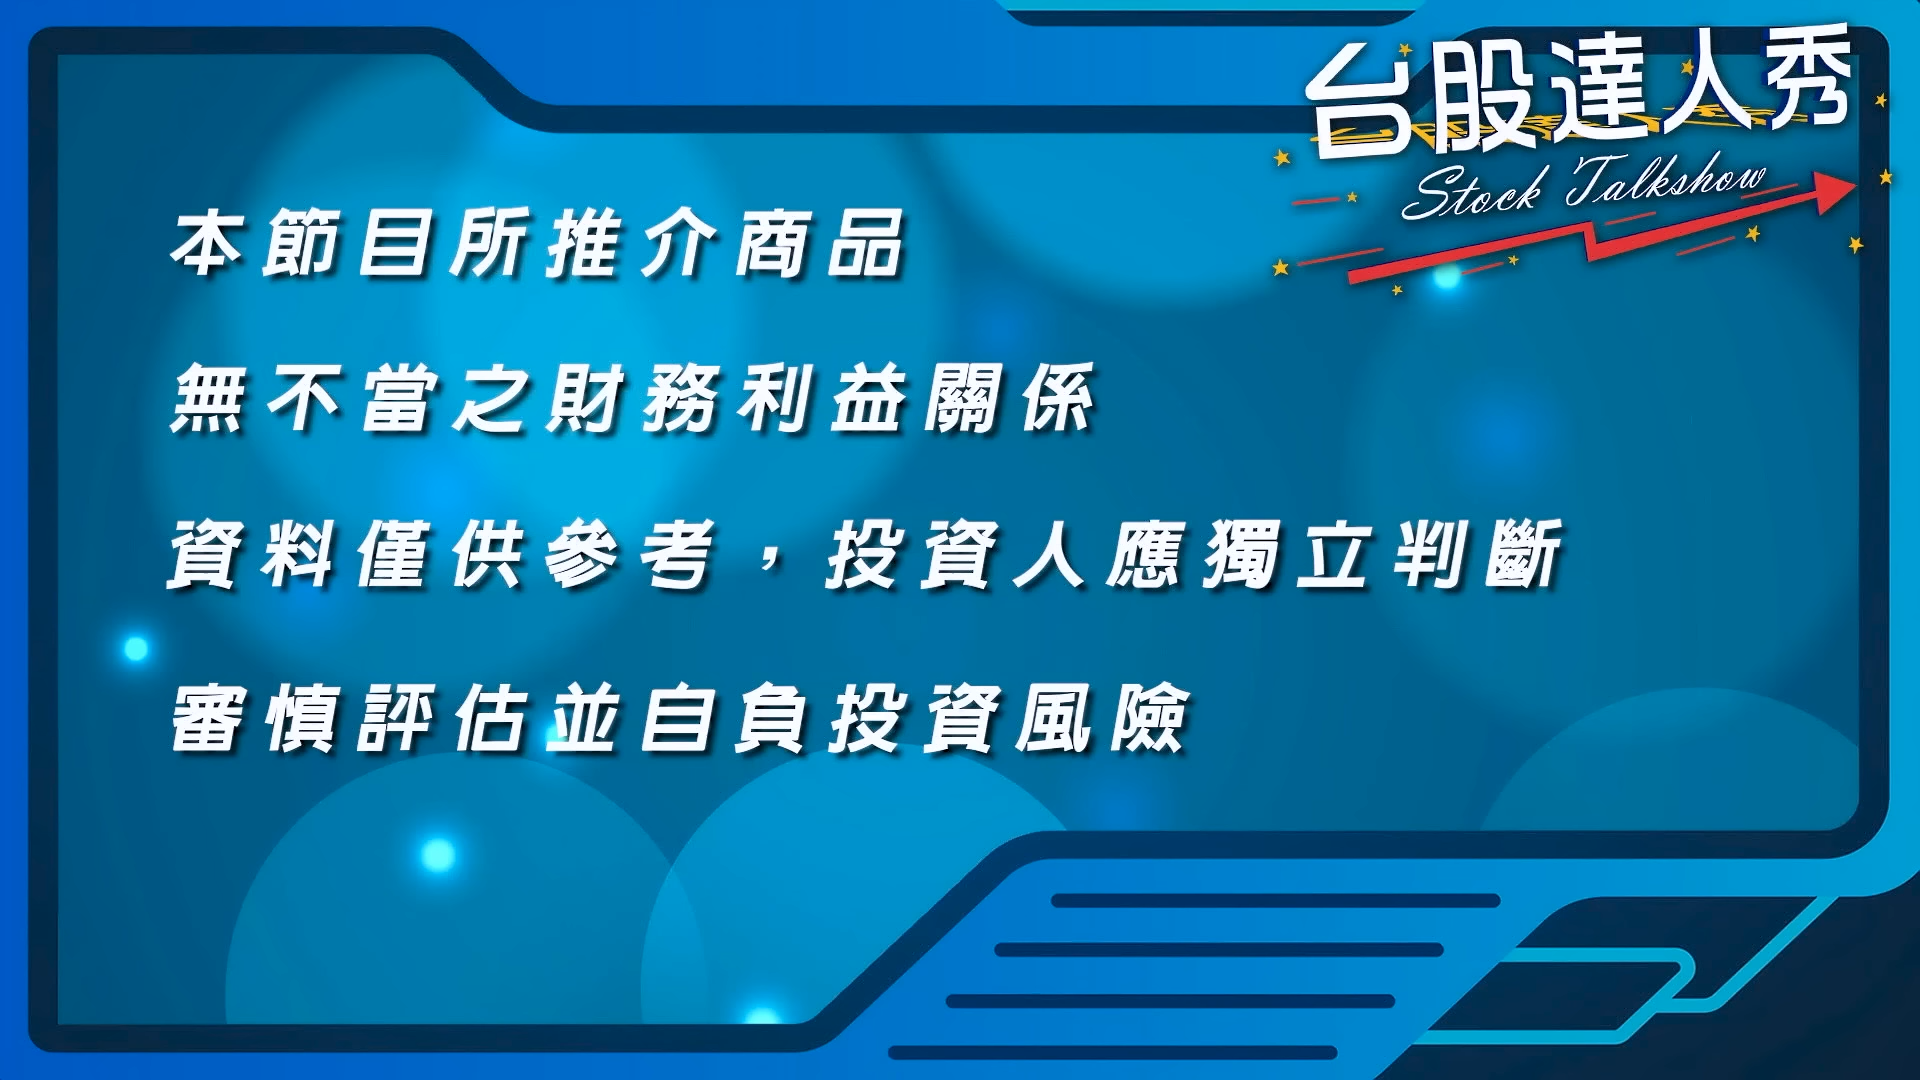 台股達人秀
Stock Talkshow
本節目所推介商品
無不當之財務利益關係
資料僅供參考，投資人應獨立判斷
審慎評估並自負投資風險